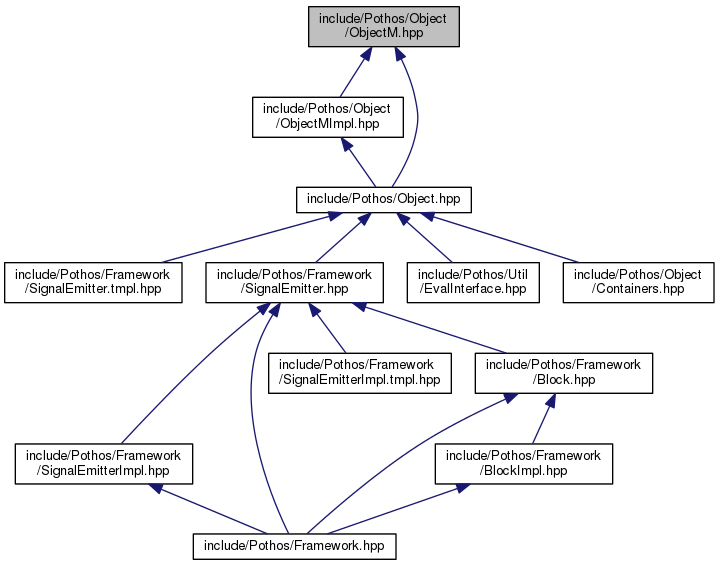 include/Pothos/Object
/ObjectM.hpp
include/Pothos/Object
/ObjectMImpl.hpp
include/Pothos/Object.hpp
include/Pothos/Framework
/SignalEmitter.tmpl.hpp
include/Pothos/Framework
/SignalEmitter.hpp
include/Pothos/Util
/EvalInterface.hpp
include/Pothos/Object
/Containers.hpp
include/Pothos/Framework
/SignalEmitterImpl.tmpl.hpp
include/Pothos/Framework
/Block.hpp
include/Pothos/Framework
/SignalEmitterImpl.hpp
include/Pothos/Framework
/BlockImpl.hpp
include/Pothos/Framework.hpp